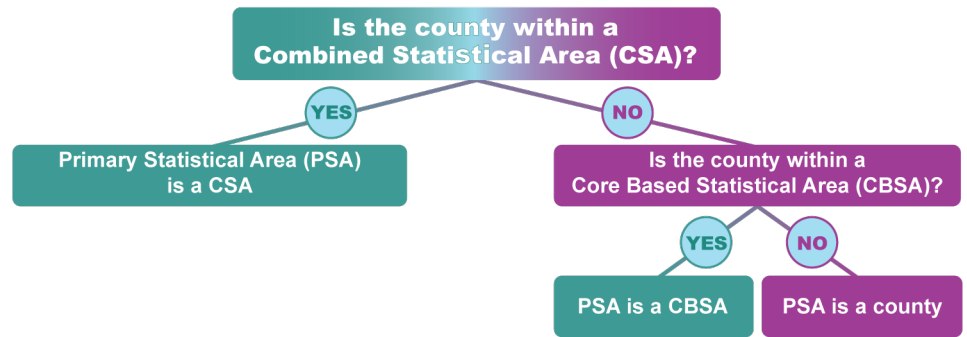 Is the county within a
Combined Statistical Area (CSA)?
YES
NO
Primary Statistical Area (PSA)
is a CSA
Is the county within a
Core Based Statistical Area (CBSA)?
YES
NO
PSA is a CBSA
PSA is a county